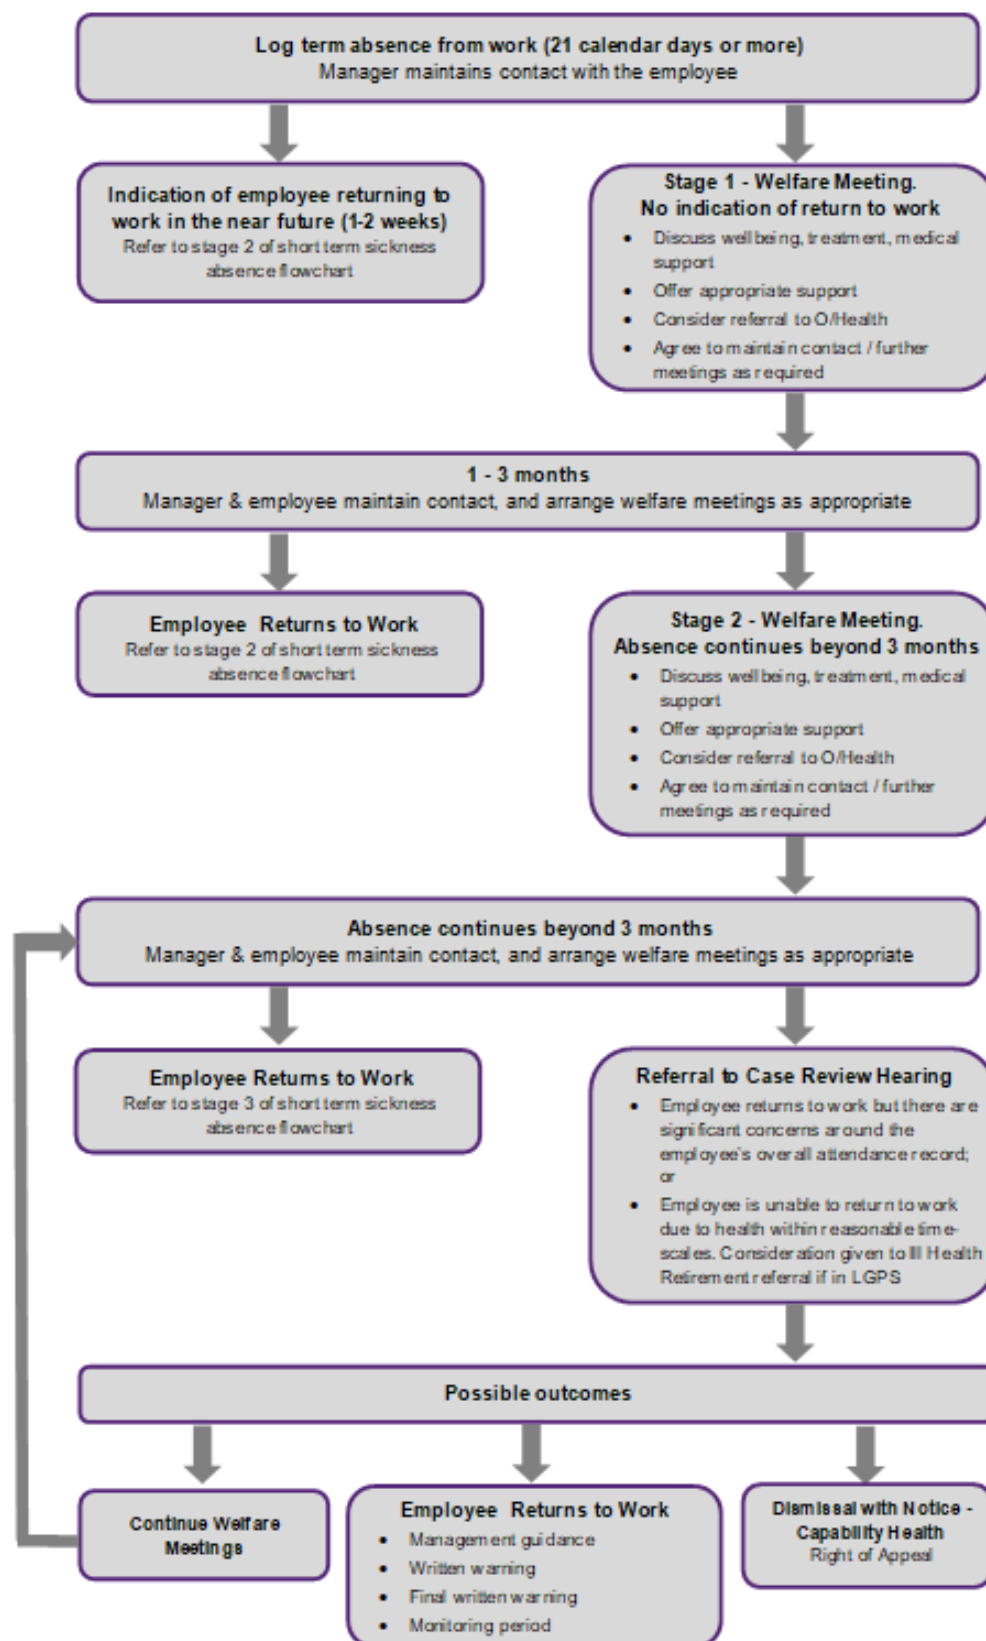 Log term absence from work (21 calendar days or more)
Manager maintains contact with the employee
Indication of employee returning to
work in the near future (1-2 weeks)
Refer to stage 2 of short term sickness
absence flowchart
Stage 1 - Welfare Meeting.
No indication of return to work
• Discuss wellbeing, treatment, medical
support
• Offer appropriate support
• Consider referral to O/Health
• Agree to maintain contact / further
meetings as required
1 - 3 months
Manager & employee maintain contact, and arrange welfare meetings as appropriate
Employee Returns to Work
Refer to stage 2 of short term sickness
absence flowchart
Stage 2 - Welfare Meeting.
Absence continues beyond 3 months
• Discuss wellbeing, treatment, medical
support
• Offer appropriate support
• Consider referral to O/Health
• Agree to maintain contact / further
meetings as required
Absence continues beyond 3 months
Manager & employee maintain contact, and arrange welfare meetings as appropriate
Employee Returns to Work
Refer to stage 3 of short term sickness
absence flowchart
Referral to Case Review Hearing
• Employee returns to work but there are
significant concerns around the
employee's overall attendance record;
or
• Employee is unable to return to work
due to health within reasonable time-
scales. Consideration given to Ill Health
Retirement referral if in LGPS
Possible outcomes
Continue Welfare
Meetings
Employee Returns to Work
• Management guidance
• Written warning
• Final written warning
• Monitoring period
Dismissal with Notice -
Capability Health
Right of Appeal